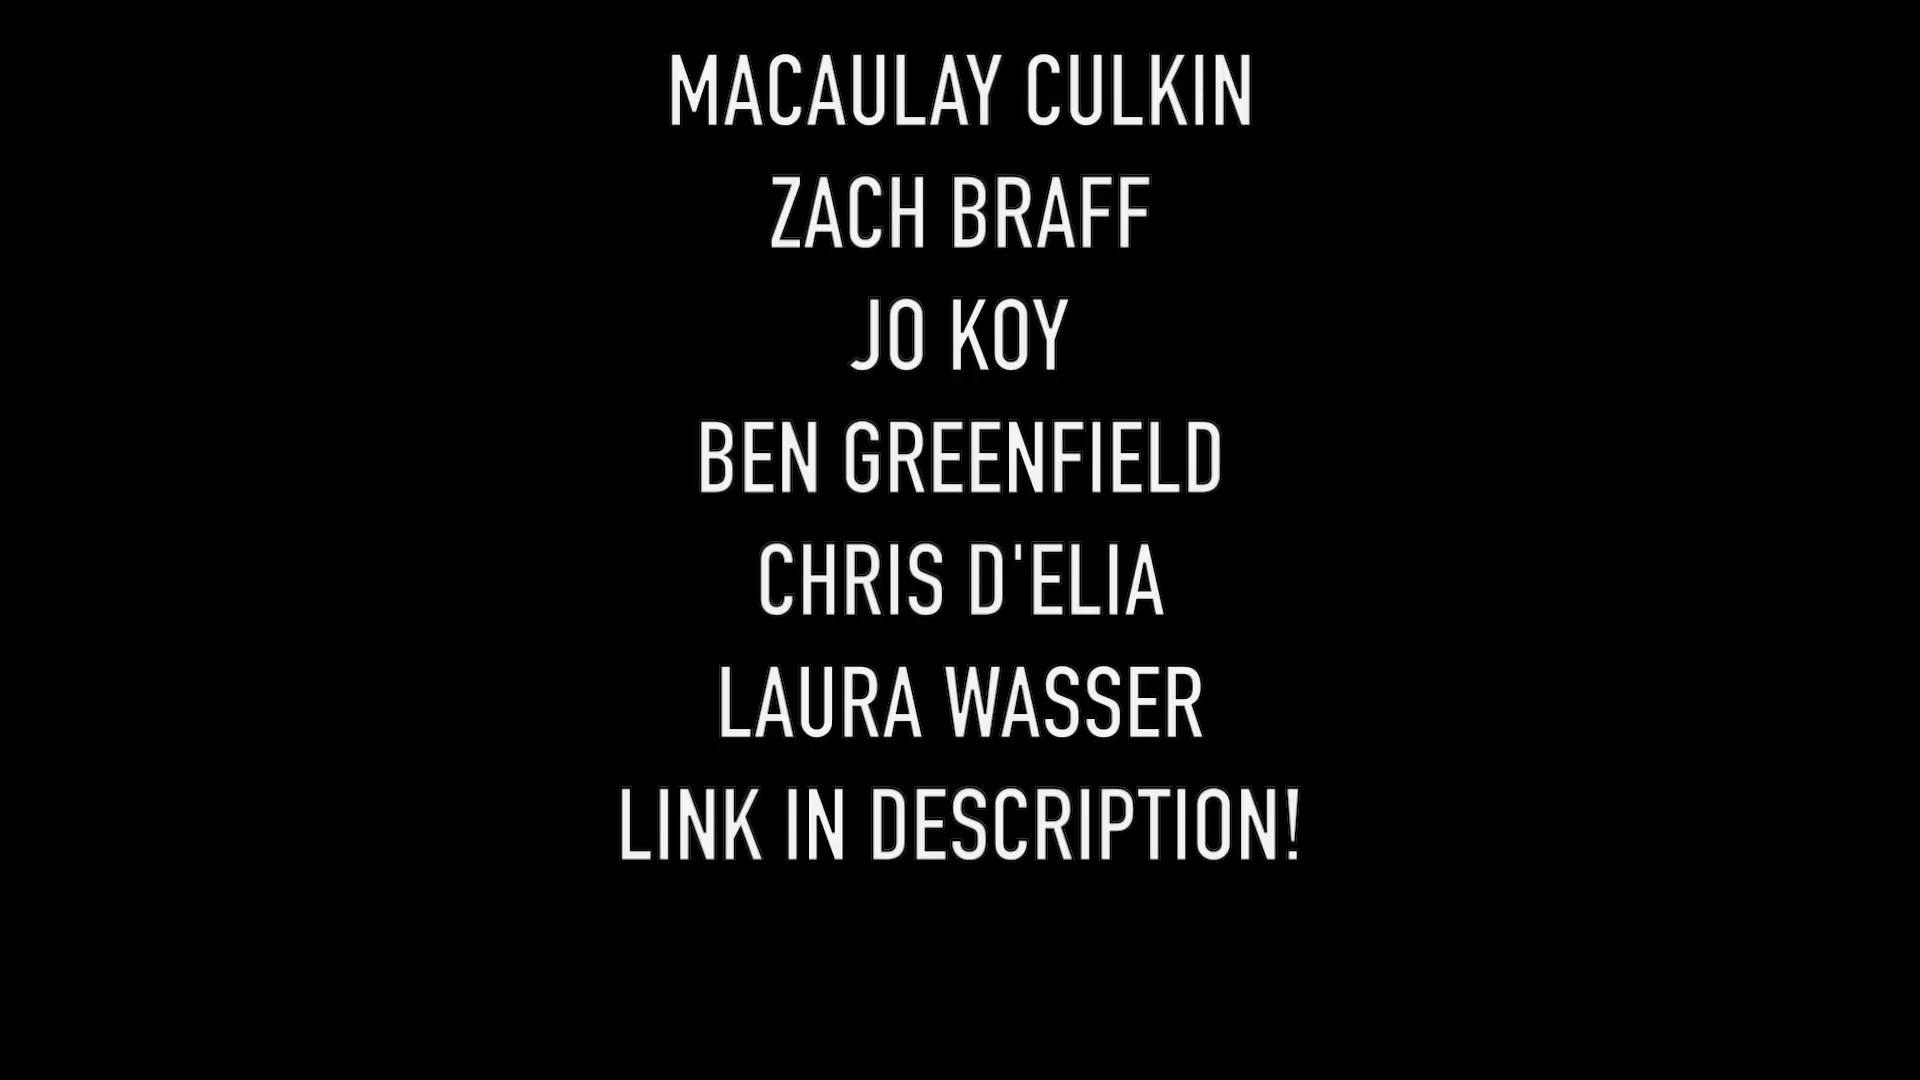 MACAULAY CULKIN
ZACH BRAFF
JO KOY
BEN GREENFIELD
CHRIS D'ELIA
LAURA WASSER
LINK IN DESCRIPTION!